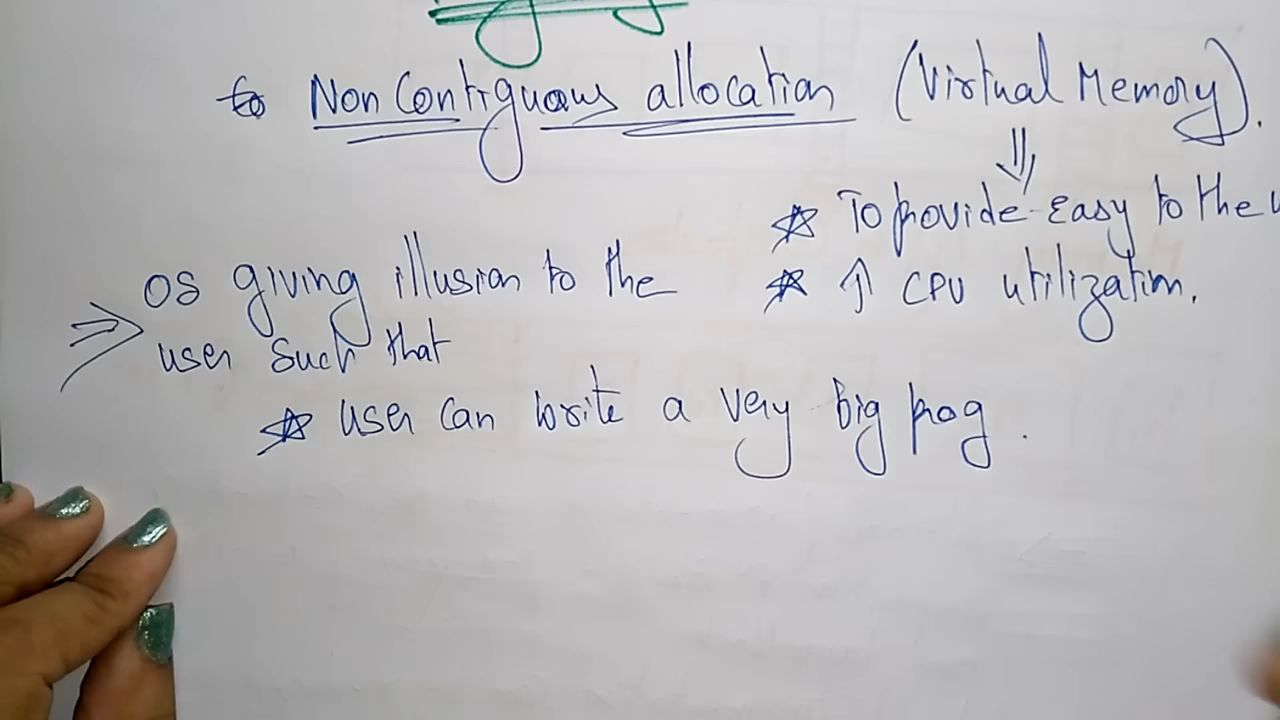 Non Contiguous allocation (Virtual Memory).
⇓
☆ To provide easy to the
☆ ↑ CPU utilization.
⇒ OS giving illusion to the
user such that
☆ user can write a very big prog.